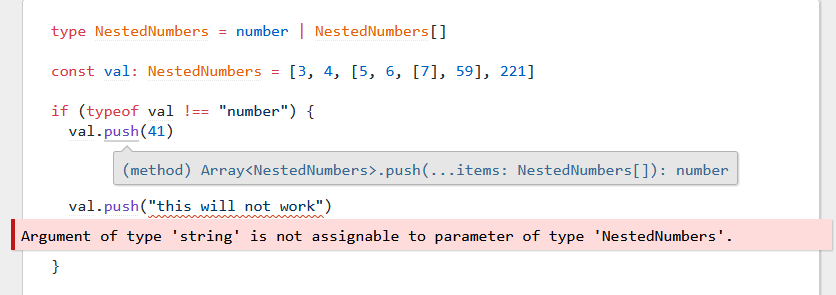 type NestedNumbers = number | NestedNumbers[]
const val: NestedNumbers = [3, 4, [5, 6, [7], 59], 221]
if (typeof val !== "number") {
val.push(41)
(method) Array<NestedNumbers>.push(...items: NestedNumbers[]): number
val.push("this will not work")
Argument of type 'string' is not assignable to parameter of type 'NestedNumbers'.
}